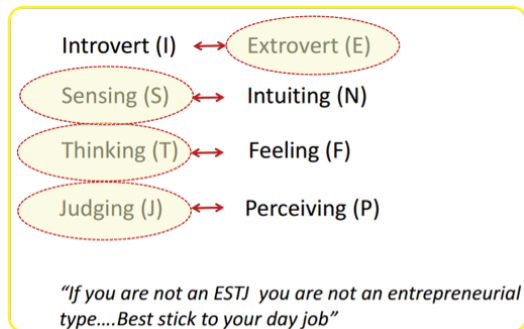 Introvert (I) Extrovert (E)
Sensing (S) Intuiting (N)
Thinking (T) Feeling (F)
Judging (J) Perceiving (P)
“If you are not an ESTJ you are not an entrepreneurial
type....Best stick to your day job”